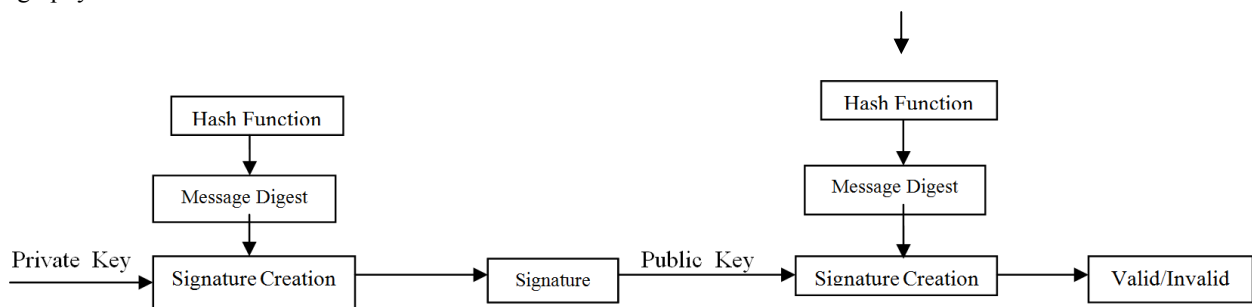 Hash Function
Message Digest
Private Key
Signature Creation
Signature
Public Key
Hash Function
Message Digest
Signature Creation
Valid/Invalid